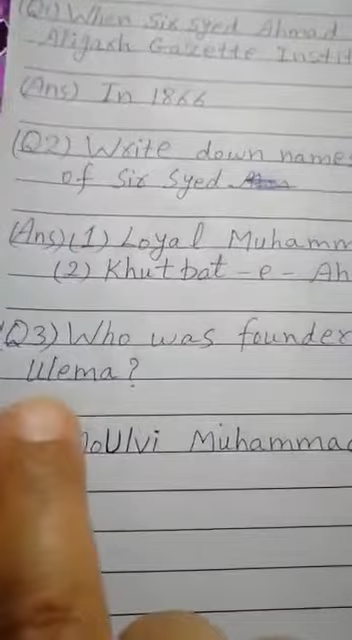 (Q1) When Sir Syed Ahmad
Aligarh Gazette Instit
(Ans) In 1866
(Q2) Write down name
of Sir Syed
(Ans) (1) Loyal Muhamm
(2) Khutbat-e-Ah
(Q3) Who was founder
Ulema?
oUlvi Muhammad